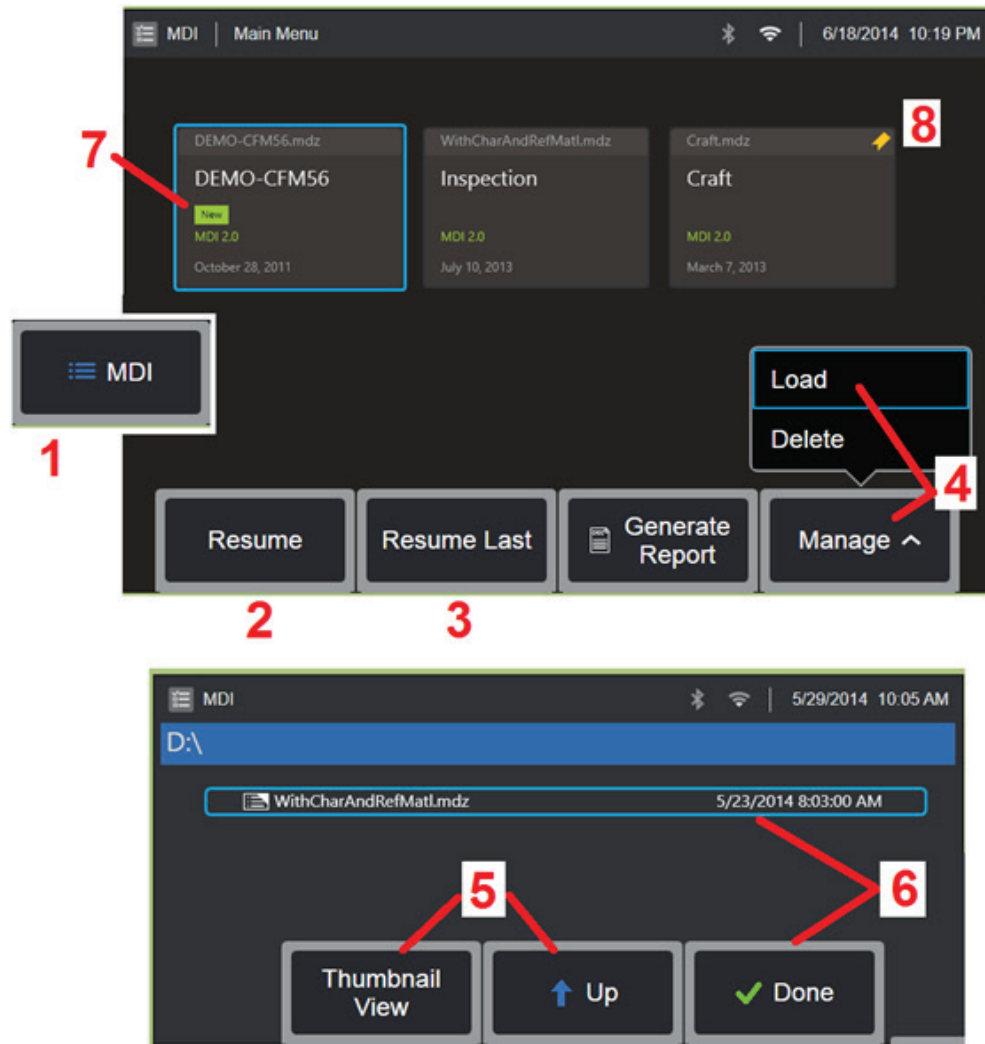 MDI | Main Menu 6/18/2014 10:19 PM
8
7
DEMO-CFM56.mdz WithCharAndRefMatl.mdz Craft.mdz
DEMO-CFM56 Inspection Craft
New
MDI 2.0 MDI 2.0 MDI 2.0
October 28, 2011 July 10, 2013 March 7, 2013
MDI
1
Load
Delete
4
Resume Resume Last Generate Report Manage
2 3
MDI | 5/29/2014 10:05 AM
D:\
WithCharAndRefMatl.mdz 5/23/2014 8:03:00 AM
5 6
Thumbnail View Up Done